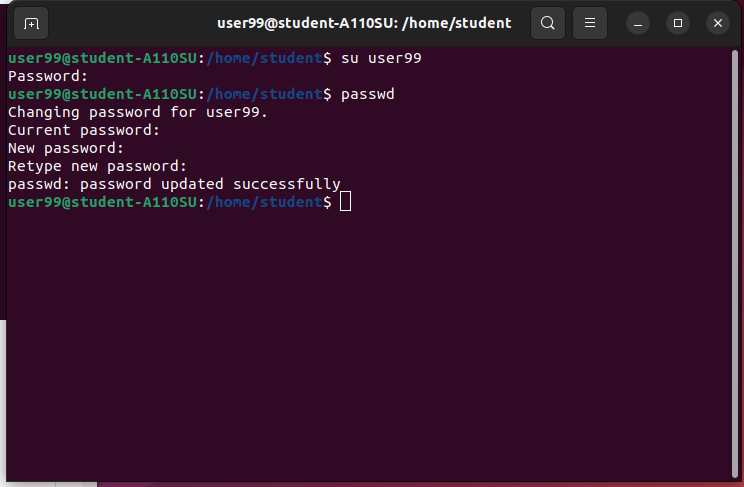 user99@student-A110SU: /home/student
user99@student-A110SU:/home/student$ su user99
Password:
user99@student-A110SU:/home/student$ passwd
Changing password for user99.
Current password:
New password:
Retype new password:
passwd: password updated successfully
user99@student-A110SU:/home/student$